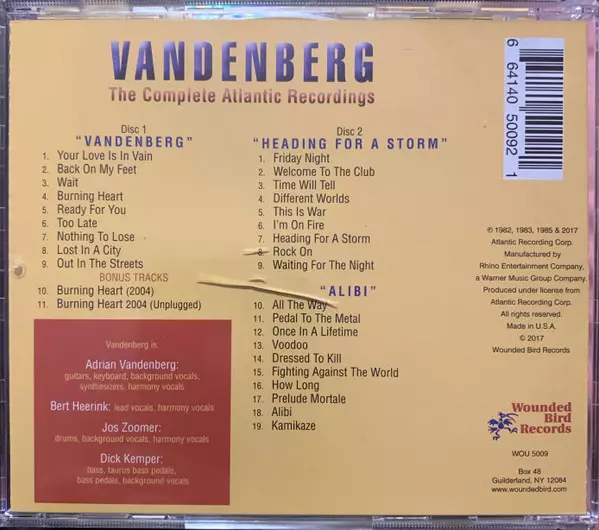 VANDENBERG
The Complete Atlantic Recordings
Disc 1
"VANDENBERG"
1. Your Love Is In Vain
2. Back On My Feet
3. Wait
4. Burning Heart
5. Ready For You
6. Too Late
7. Nothing To Lose
8. Lost In A City
9. Out In The Streets
BONUS TRACKS
10. Burning Heart (2004)
11. Burning Heart 2004 (Unplugged)
Vandenberg is:
Adrian Vandenberg:
guitars, keyboard, background vocals,
synthesizers, harmony vocals
Bert Heerink: lead vocals, harmony vocals
Jos Zoomer:
drums, background vocals, harmony vocals
Dick Kemper:
bass, taurus bass pedals,
bass pedals, background vocals
Disc 2
"HEADING FOR A STORM"
1. Friday Night
2. Welcome To The Club
3. Time Will Tell
4. Different Worlds
5. This Is War
6. I'm On Fire
7. Heading For A Storm
8. Rock On
9. Waiting For The Night
"ALIBI"
10. All The Way
11. Pedal To The Metal
12. Once In A Lifetime
13. Voodoo
14. Dressed To Kill
15. Fighting Against The World
16. How Long
17. Prelude Mortale
18. Alibi
19. Kamikaze
6 64140 50092 1
© 1982, 1983, 1985 & 2017
Atlantic Recording Corp.
Manufactured by
Rhino Entertainment Company,
a Warner Music Group Company.
Produced under license from
Atlantic Recording Corp.
All rights reserved.
Made in U.S.A.
© 2017
Wounded Bird Records
Wounded
Bird
Records
WOU 5009
Box 48
Guilderland, NY 12084
www.woundedbird.com